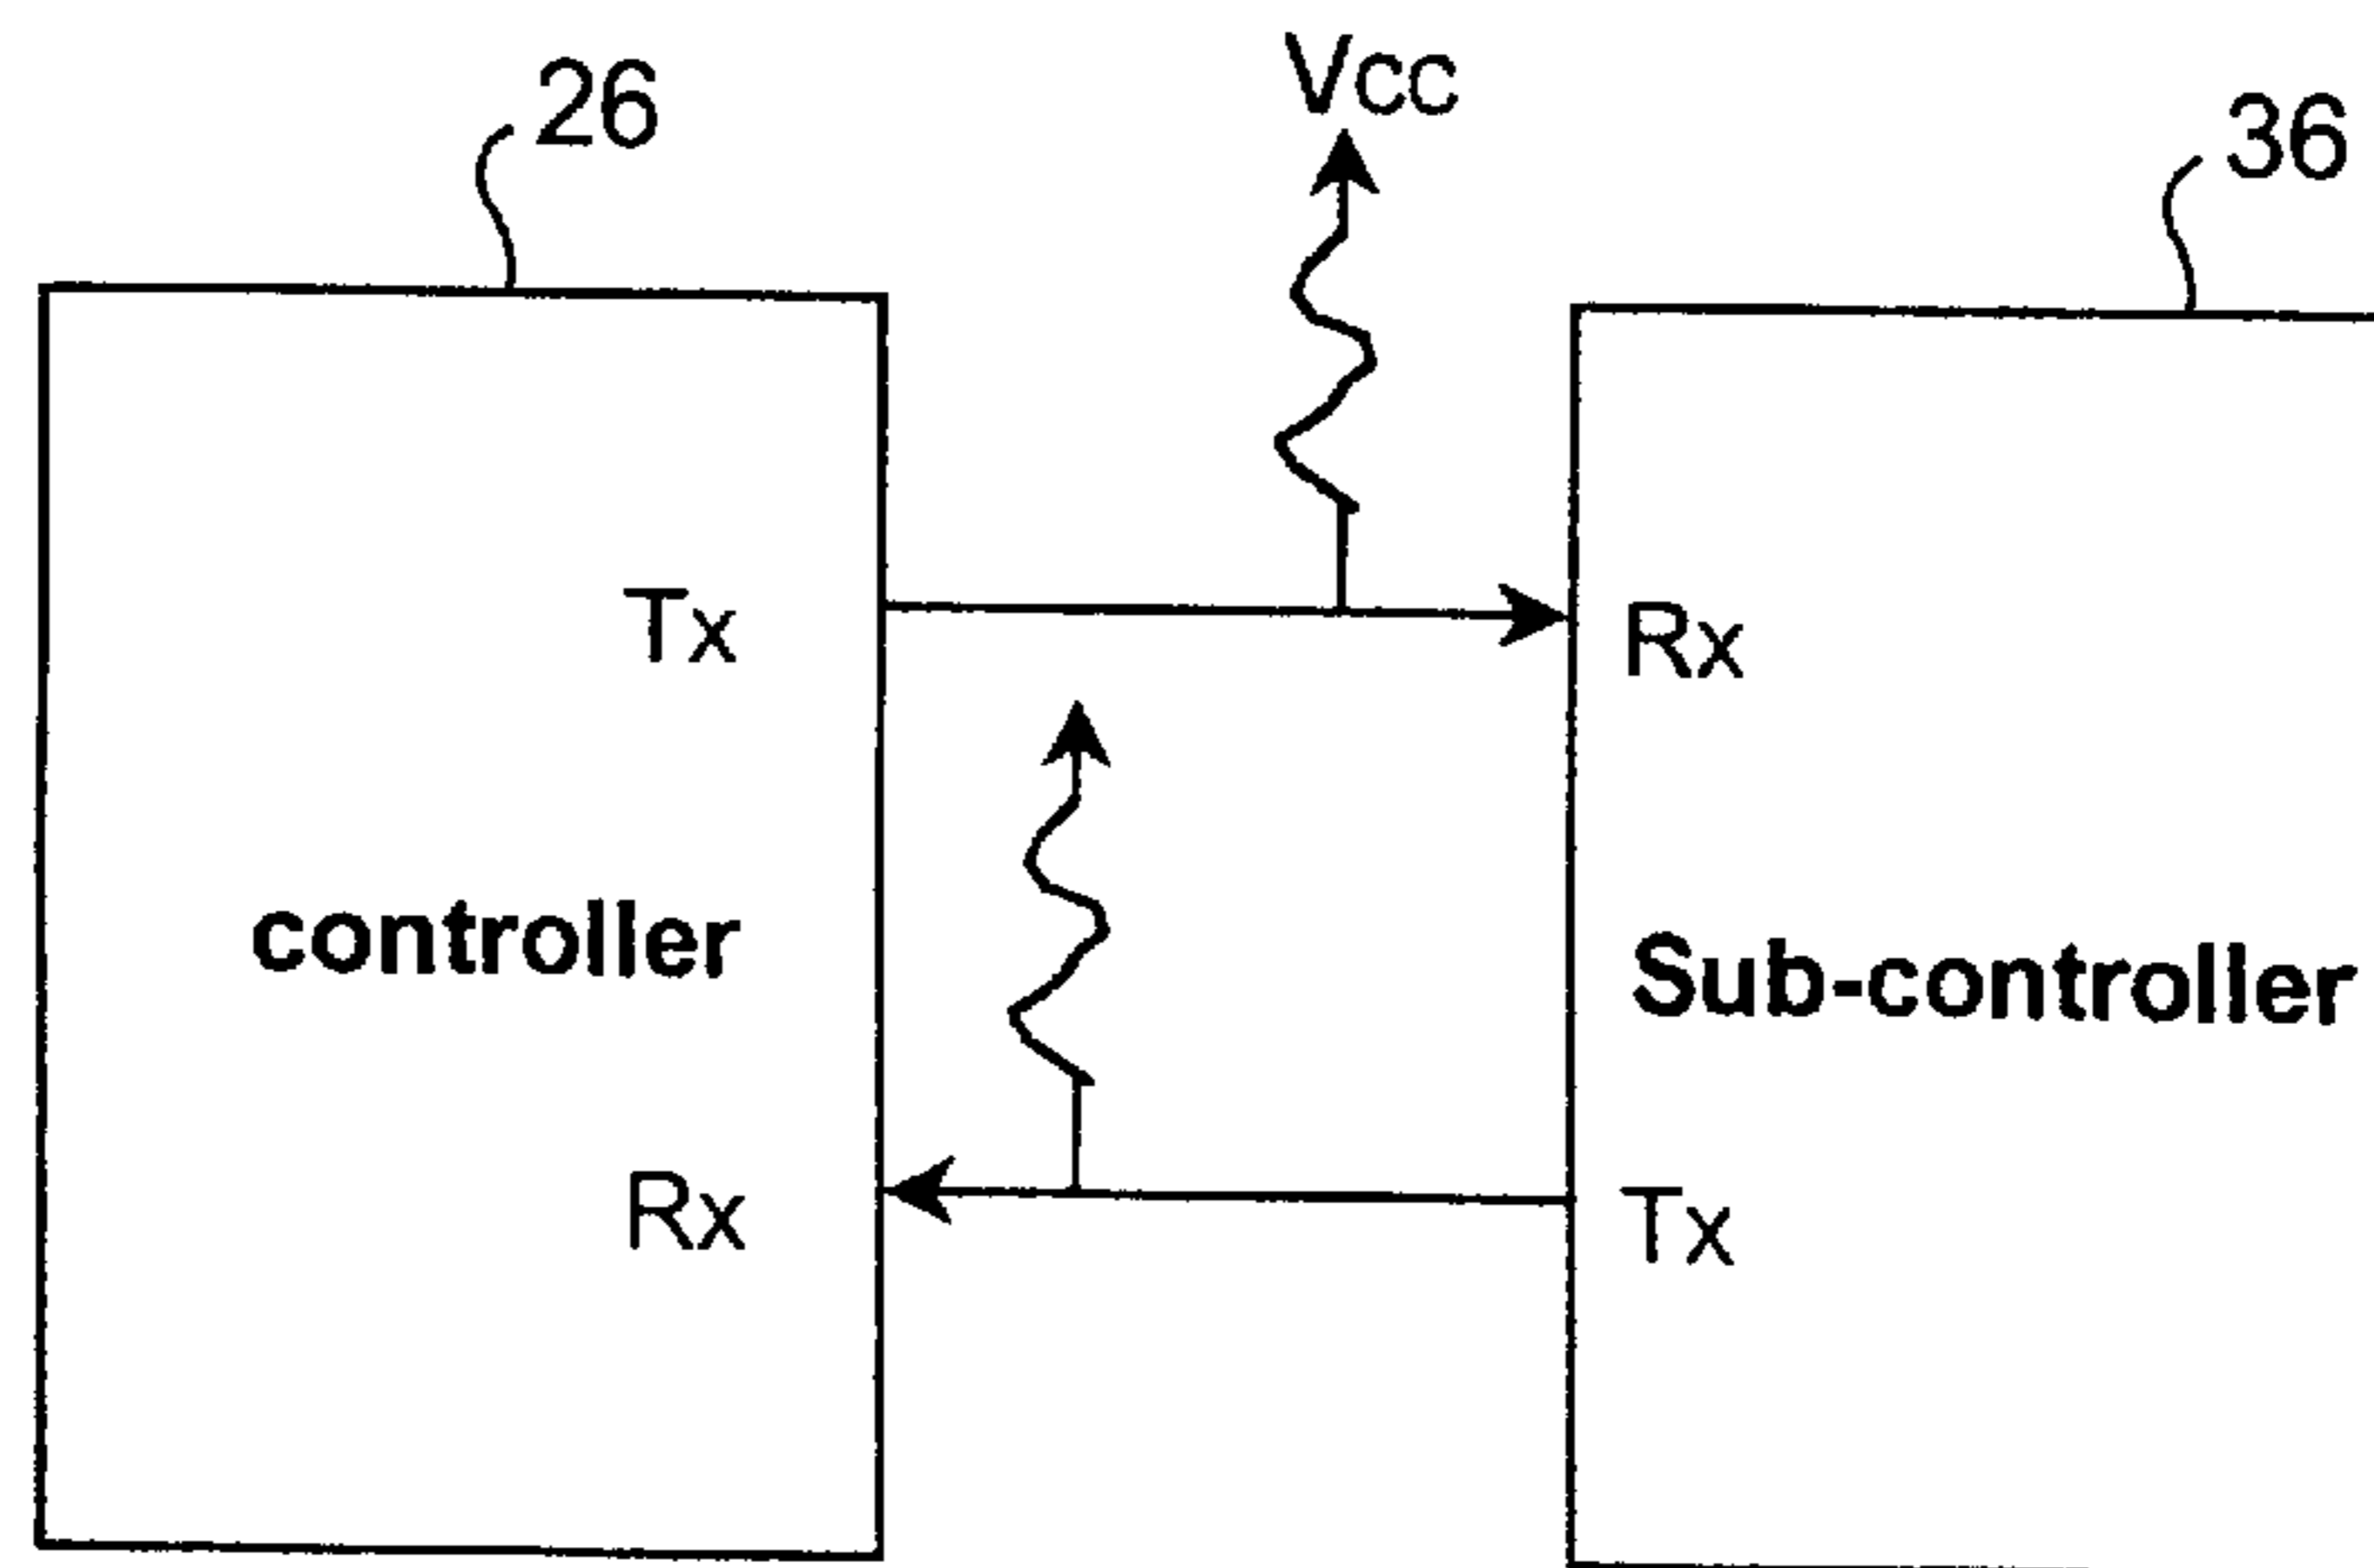 26
Vcc
36
Tx
Rx
controller
Sub-controller
Rx
Tx